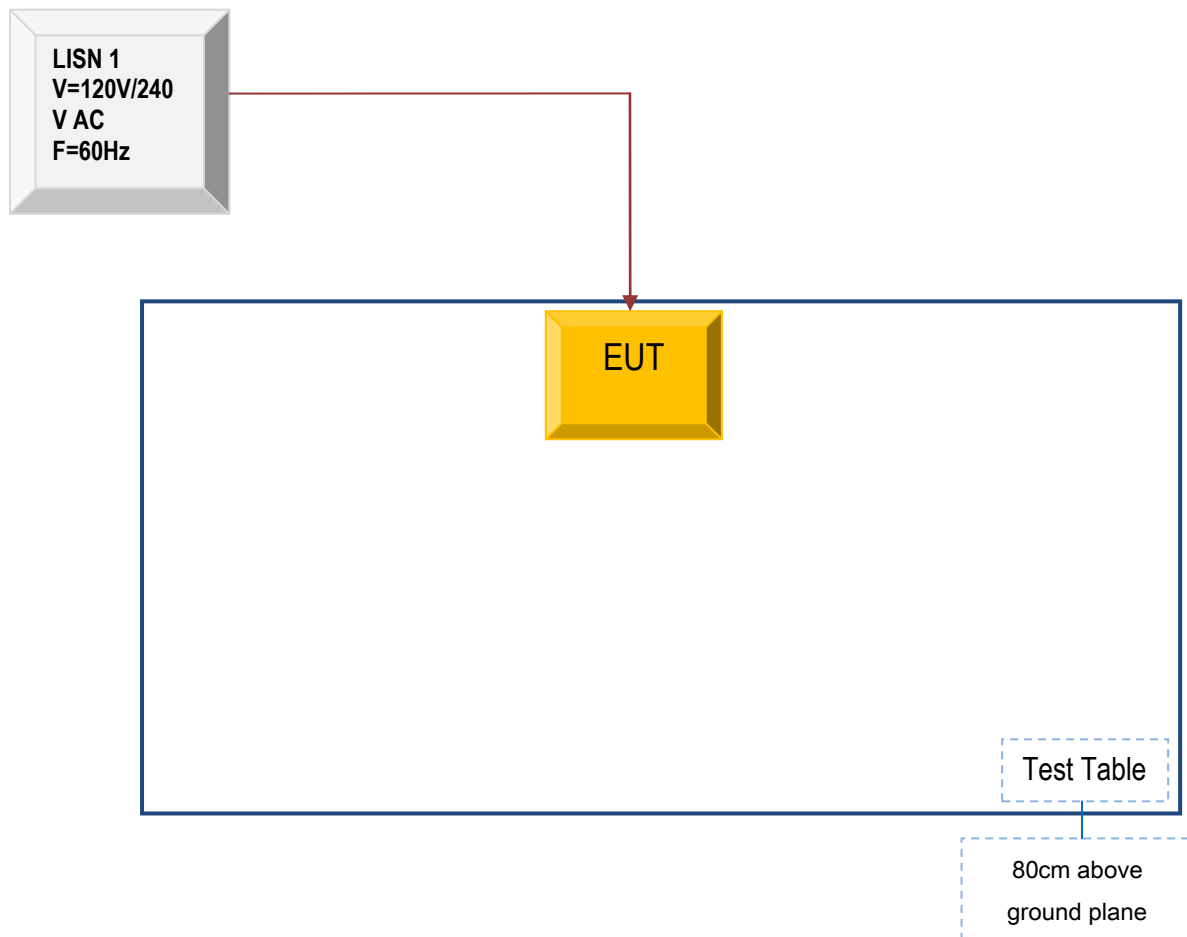 LISN 1
V=120V/240
V AC
F=60Hz
EUT
Test Table
80cm above
ground plane